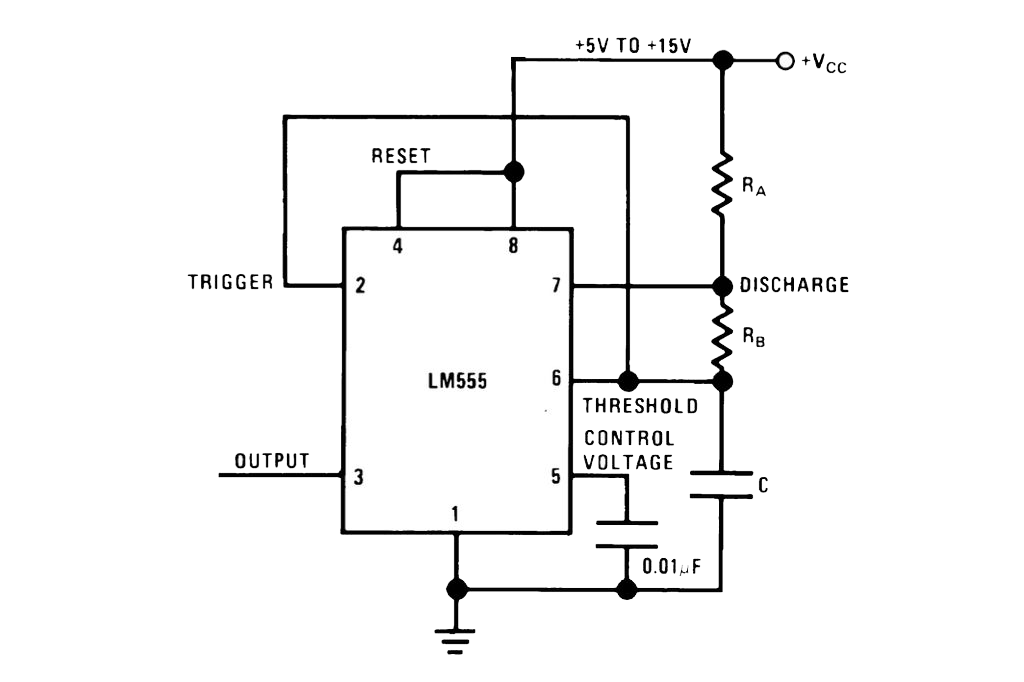 +5V TO +15V
+VCC
RESET
RA
4
8
TRIGGER
2
7
DISCHARGE
RB
LM555
6
THRESHOLD
CONTROL
VOLTAGE
OUTPUT
3
5
C
1
0.01μF